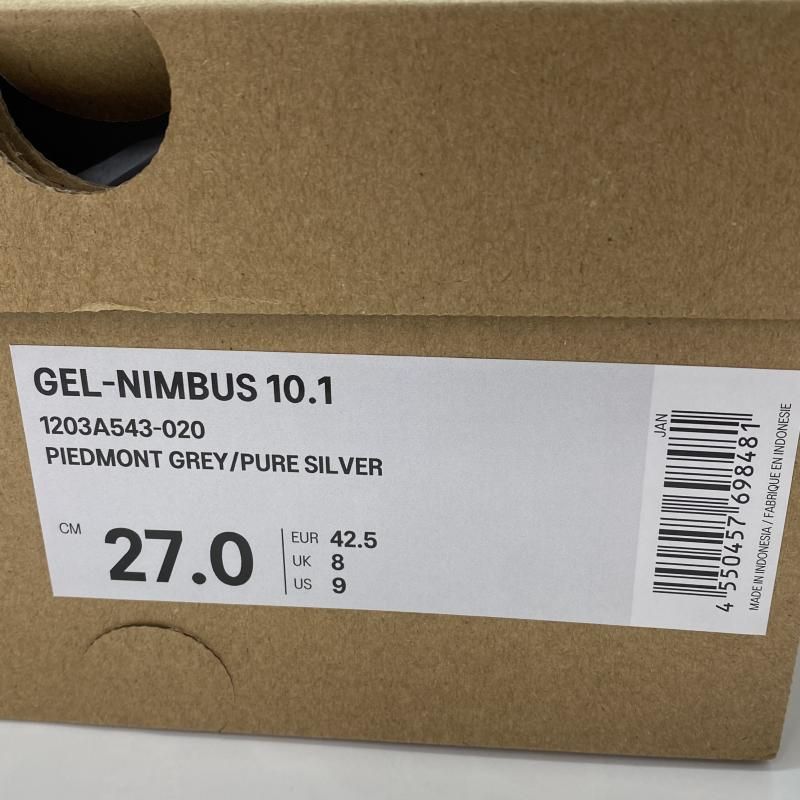 GEL-NIMBUS 10.1
1203A543-020
PIEDMONT GREY/PURE SILVER
CM 27.0
EUR 42.5
UK 8
US 9
JAN
4 550457 698481
MADE IN INDONESIA / FABRIQUE EN INDONESIE